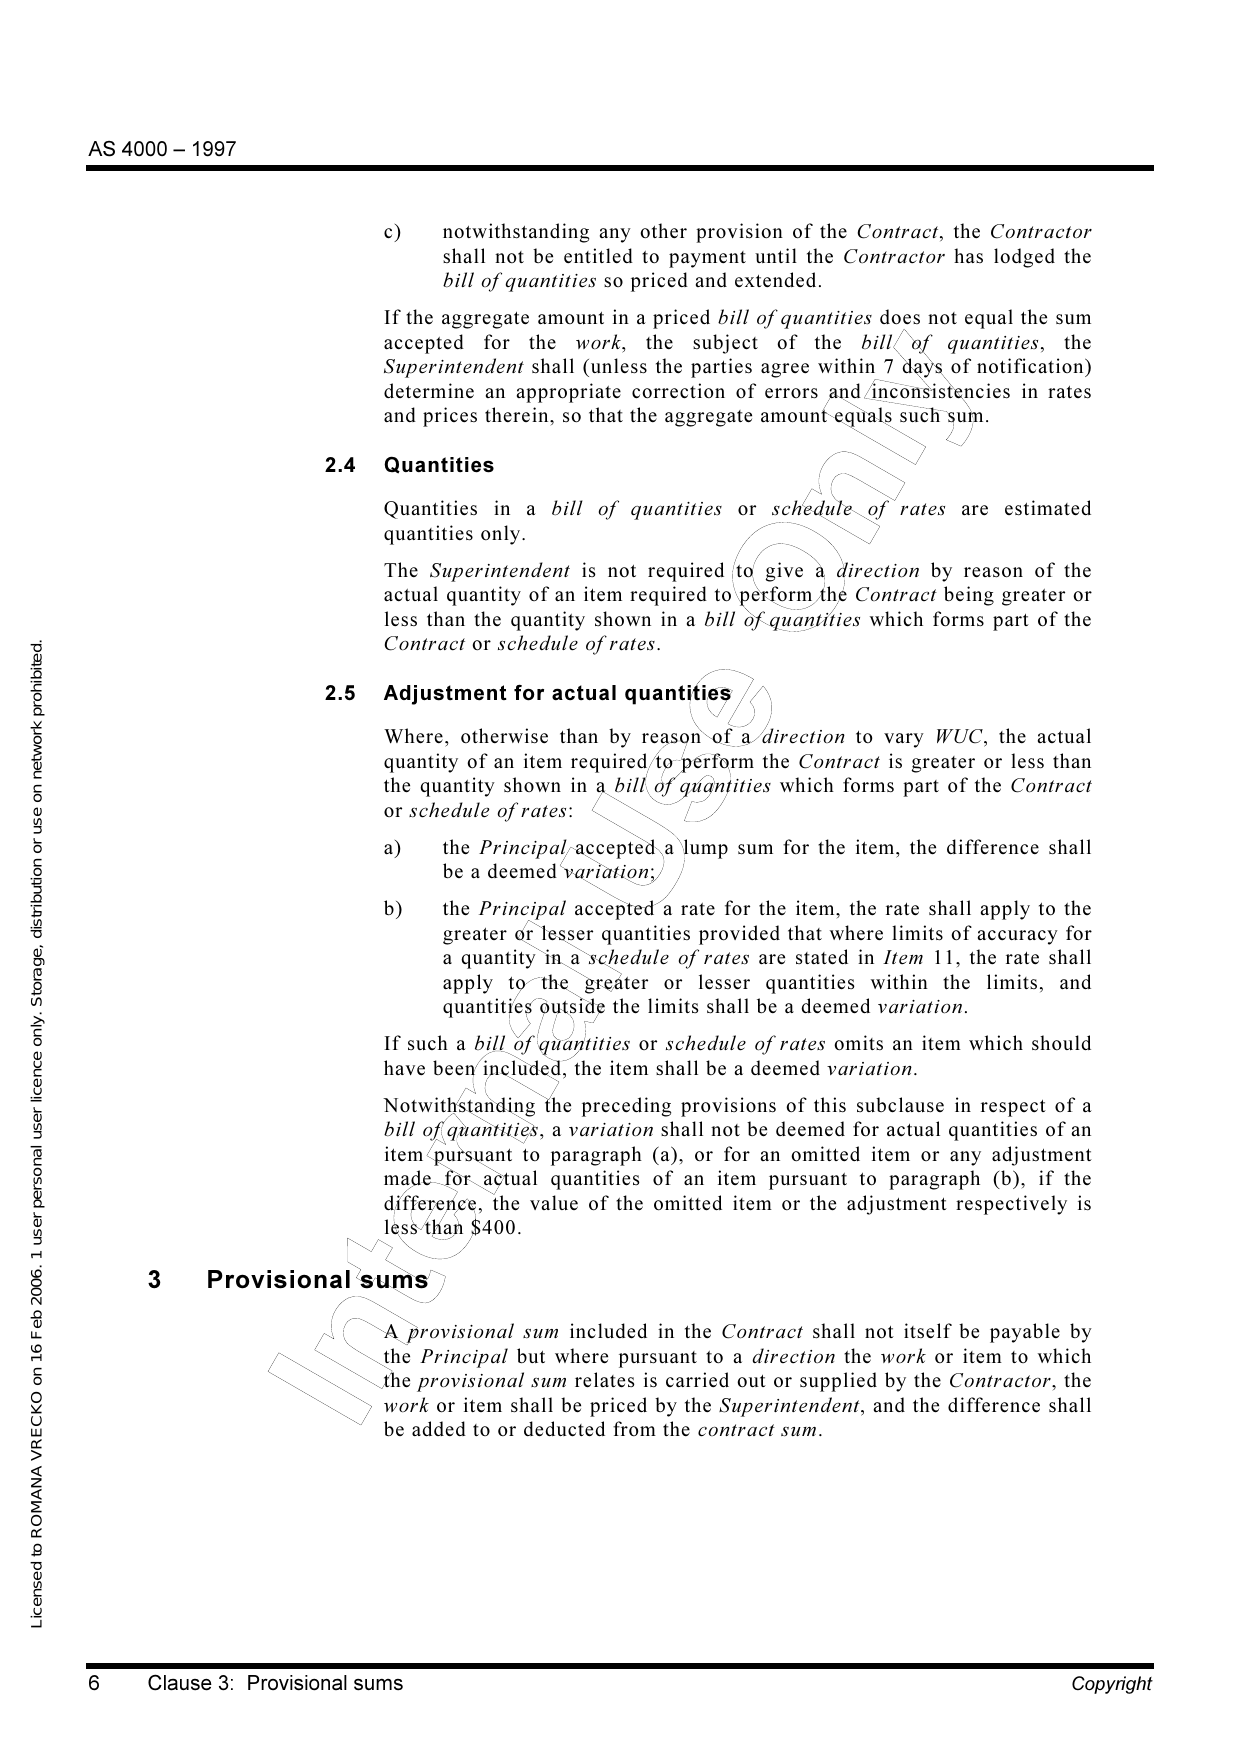 AS 4000 – 1997
c) notwithstanding any other provision of the Contract, the Contractor
shall not be entitled to payment until the Contractor has lodged the
bill of quantities so priced and extended.
If the aggregate amount in a priced bill of quantities does not equal the sum
accepted for the work, the subject of the bill of quantities, the
Superintendent shall (unless the parties agree within 7 days of notification)
determine an appropriate correction of errors and inconsistencies in rates
and prices therein, so that the aggregate amount equals such sum.
2.4 Quantities
Quantities in a bill of quantities or schedule of rates are estimated
quantities only.
The Superintendent is not required to give a direction by reason of the
actual quantity of an item required to perform the Contract being greater or
less than the quantity shown in a bill of quantities which forms part of the
Contract or schedule of rates.
2.5 Adjustment for actual quantities
Where, otherwise than by reason of a direction to vary WUC, the actual
quantity of an item required to perform the Contract is greater or less than
the quantity shown in a bill of quantities which forms part of the Contract
or schedule of rates:
a) the Principal accepted a lump sum for the item, the difference shall
be a deemed variation;
b) the Principal accepted a rate for the item, the rate shall apply to the
greater or lesser quantities provided that where limits of accuracy for
a quantity in a schedule of rates are stated in Item 11, the rate shall
apply to the greater or lesser quantities within the limits, and
quantities outside the limits shall be a deemed variation.
If such a bill of quantities or schedule of rates omits an item which should
have been included, the item shall be a deemed variation.
Notwithstanding the preceding provisions of this subclause in respect of a
bill of quantities, a variation shall not be deemed for actual quantities of an
item pursuant to paragraph (a), or for an omitted item or any adjustment
made for actual quantities of an item pursuant to paragraph (b), if the
difference, the value of the omitted item or the adjustment respectively is
less than $400.
3 Provisional sums
A provisional sum included in the Contract shall not itself be payable by
the Principal but where pursuant to a direction the work or item to which
the provisional sum relates is carried out or supplied by the Contractor, the
work or item shall be priced by the Superintendent, and the difference shall
be added to or deducted from the contract sum.
6 Clause 3: Provisional sums Copyright
Licensed to ROMANA VRECKO on 16 Feb 2006. 1 user personal user licence only. Storage, distribution or use on network prohibited.
Internal use only